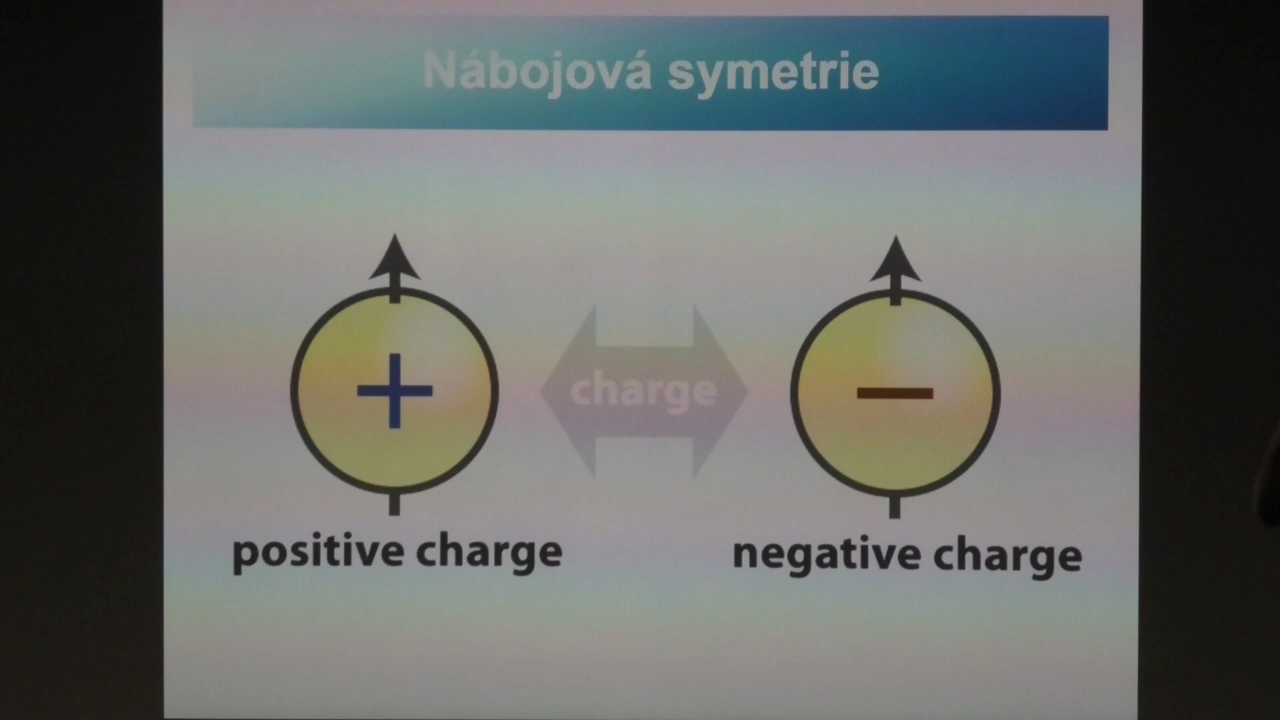 Nábojová symetrie
charge
positive charge
negative charge